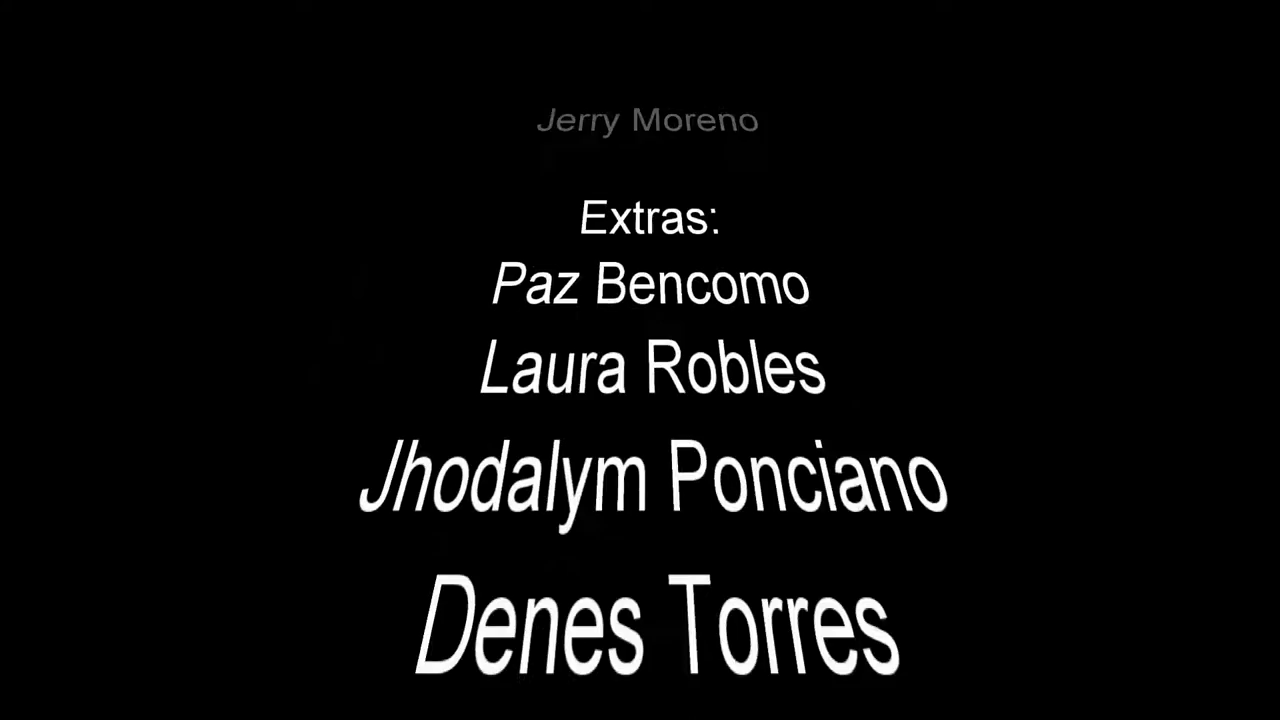 Jerry Moreno
Extras:
Paz Bencomo
Laura Robles
Jhodalym Ponciano
Denes Torres